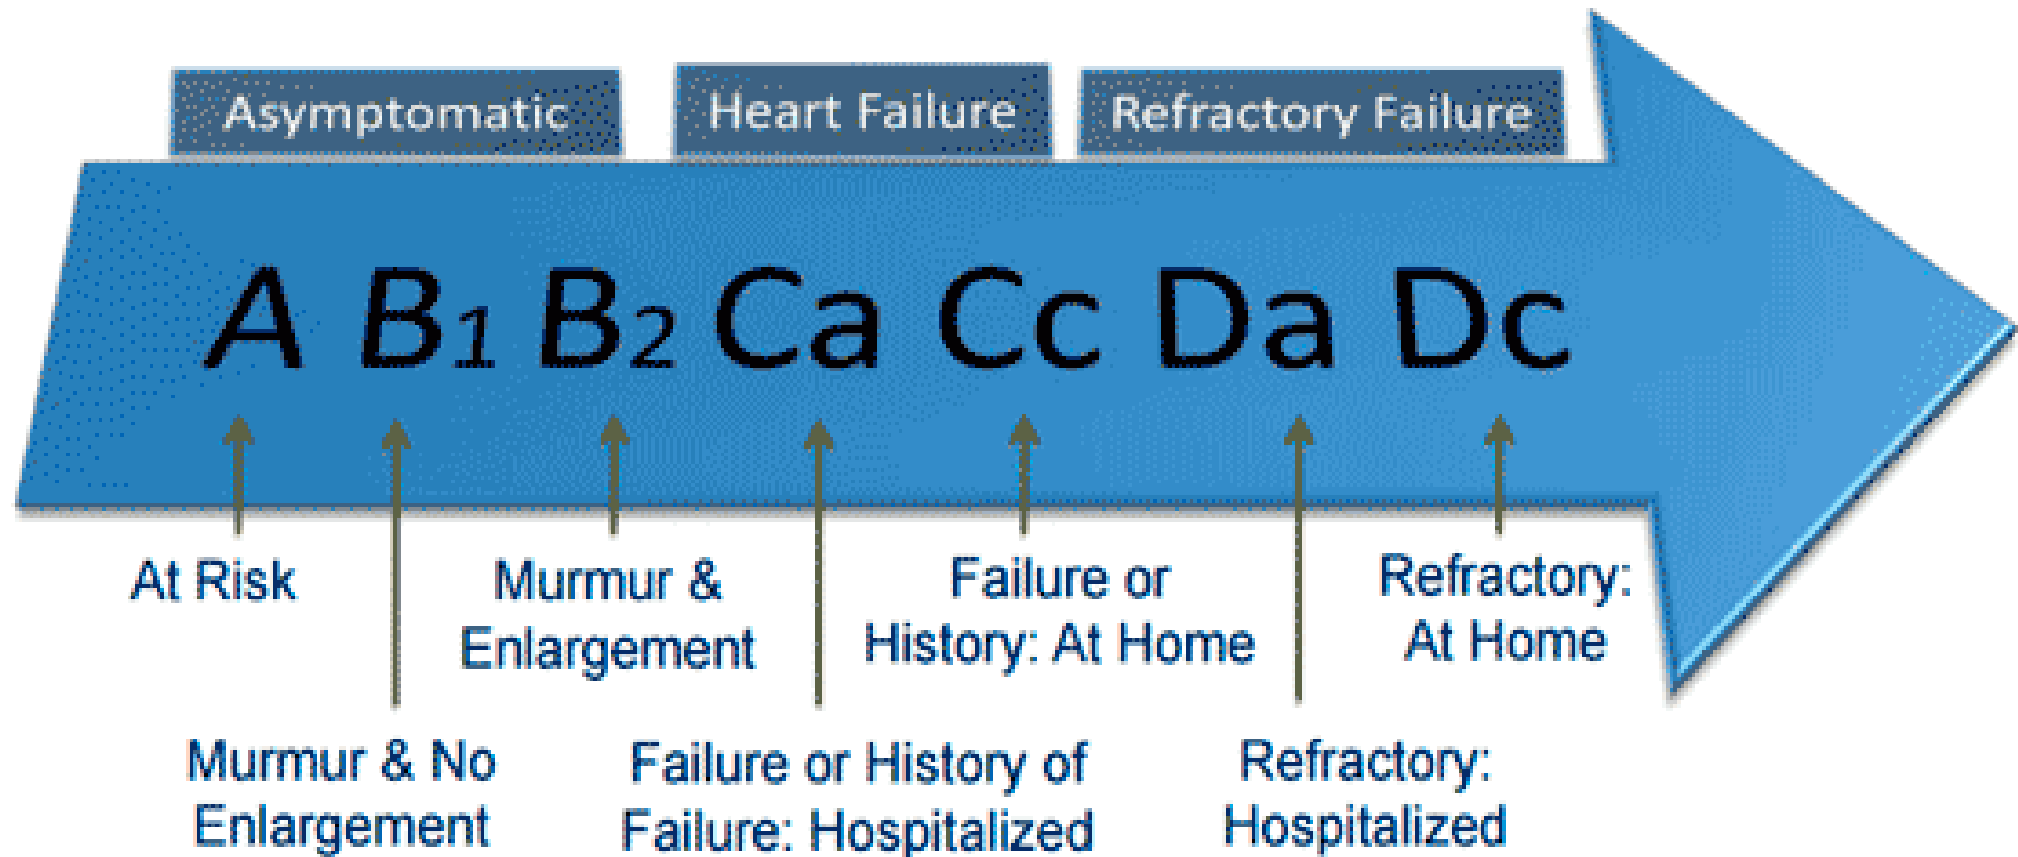 Asymptomatic
Heart Failure
Refractory Failure
A B1 B2 Ca Cc Da Dc
At Risk
Murmur &
Enlargement
Failure or
History: At Home
Refractory:
At Home
Murmur & No
Enlargement
Failure or History of
Failure: Hospitalized
Refractory:
Hospitalized